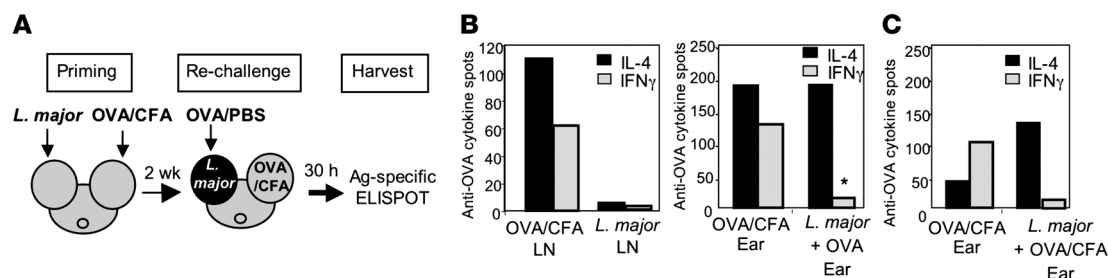 A
Priming
Re-challenge
Harvest
L. major OVA/CFA OVA/PBS
2 wk
L.
major
OVA
/CFA
30 h
Ag-specific
ELISPOT
B
Anti-OVA cytokine spots
120
100
80
60
40
20
0
IL-4
IFNγ
OVA/CFA
LN
L. major
LN
Anti-OVA cytokine spots
250
200
150
100
50
0
IL-4
IFNγ
*
OVA/CFA
Ear
L. major
+ OVA
Ear
C
Anti-OVA cytokine spots
250
200
150
100
50
0
IL-4
IFNγ
OVA/CFA
Ear
L. major
+ OVA/CFA
Ear